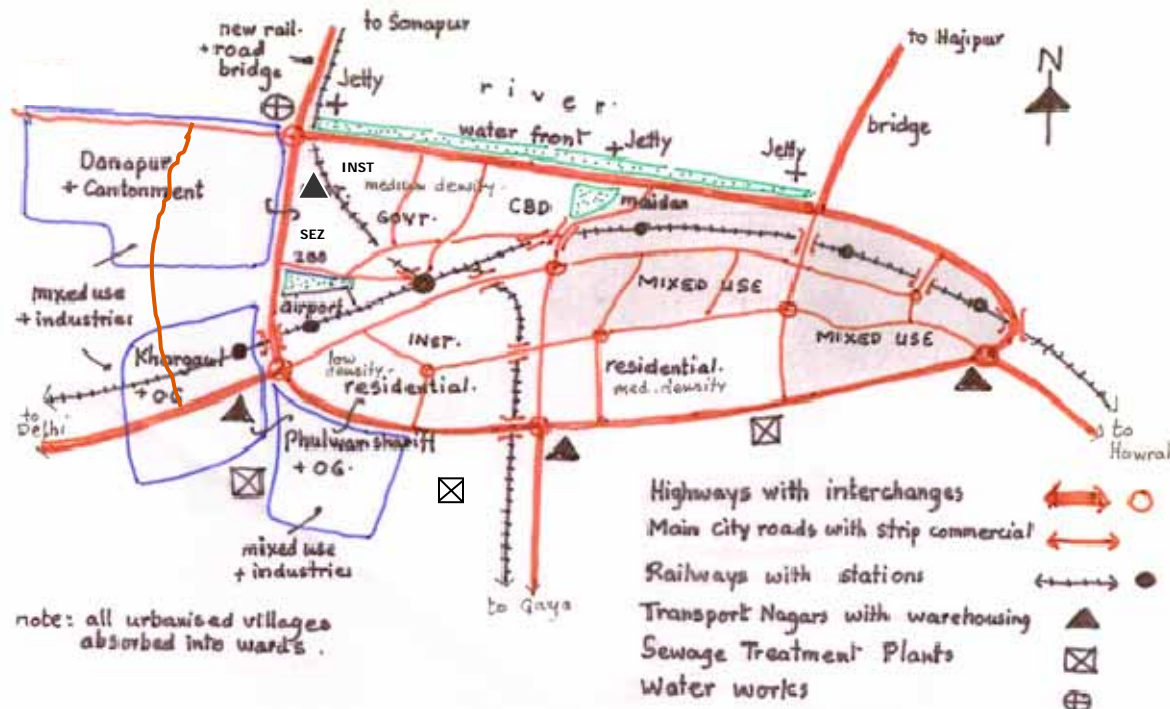 new rail.
+ road
bridge
to Sonapur
Jetty
river
water front
Jetty
Jetty
to Hajipur
bridge
N
Danapur
+ Cantonment
INST
medium density
GOVT.
CBD
maidan
SEZ
zoo
airport
mixed use
+ industries
Khargaul
+ OG
to
Delhi
INST.
low
density
residential.
MIXED USE
MIXED USE
residential.
med. density
Phulwarishariff
+ OG.
mixed use
+ industries
to Gaya
to
Howrah
note: all urbanised villages
absorbed into wards.
Highways with interchanges
Main City roads with strip commercial
Railways with stations
Transport Nagars with warehousing
Sewage Treatment Plants
Water works